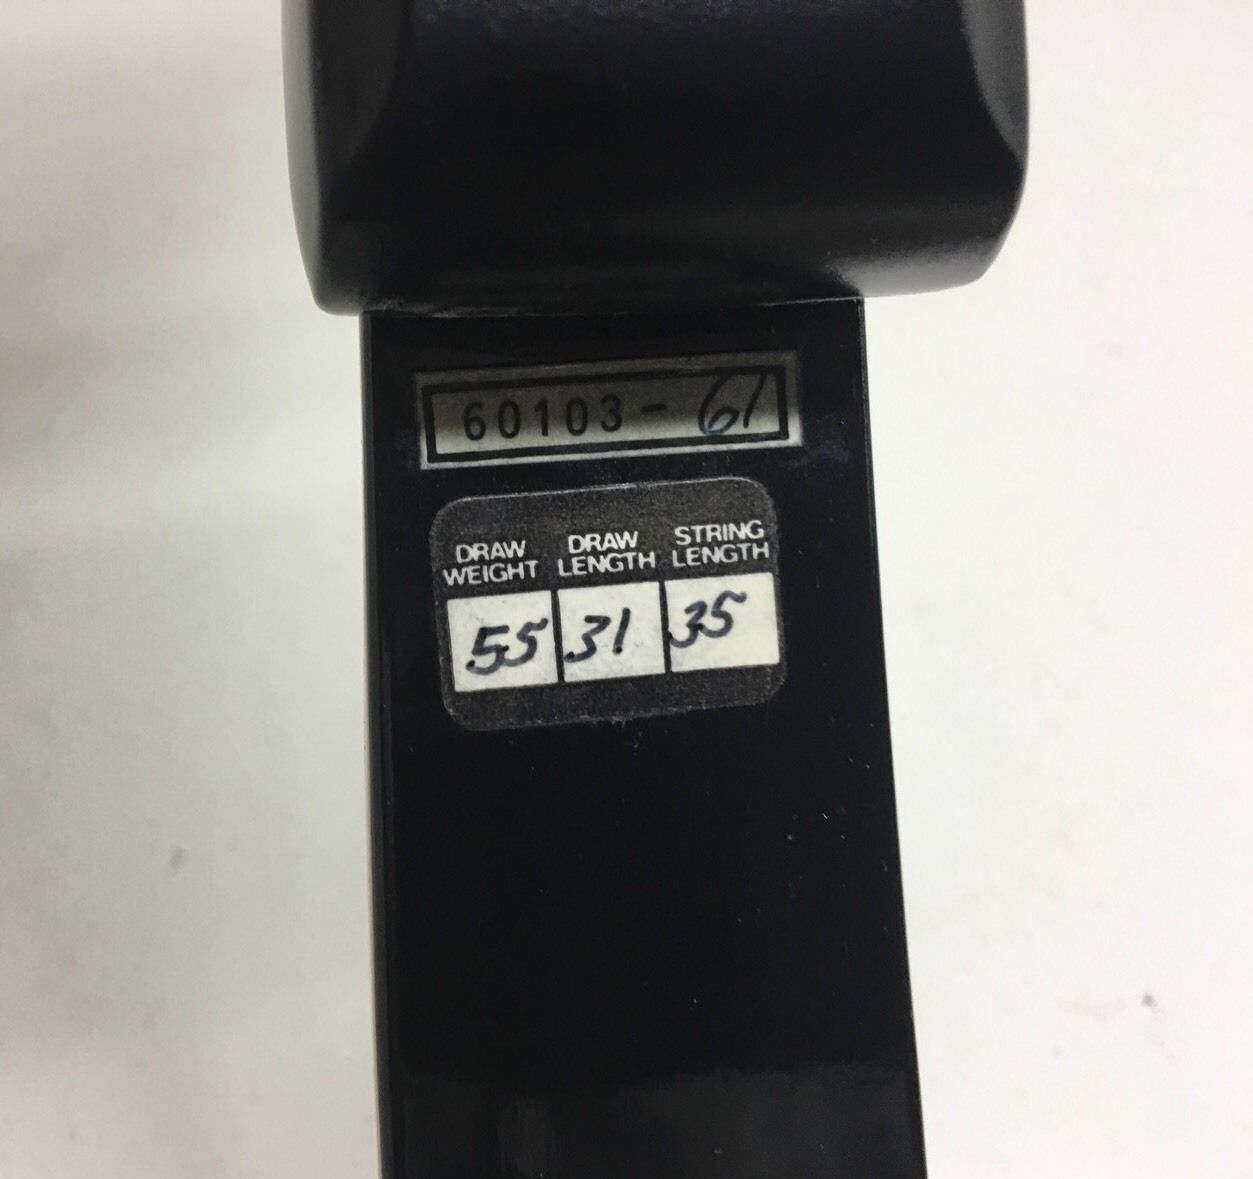 60103- 61
DRAW WEIGHT DRAW LENGTH STRING LENGTH
55 31 35